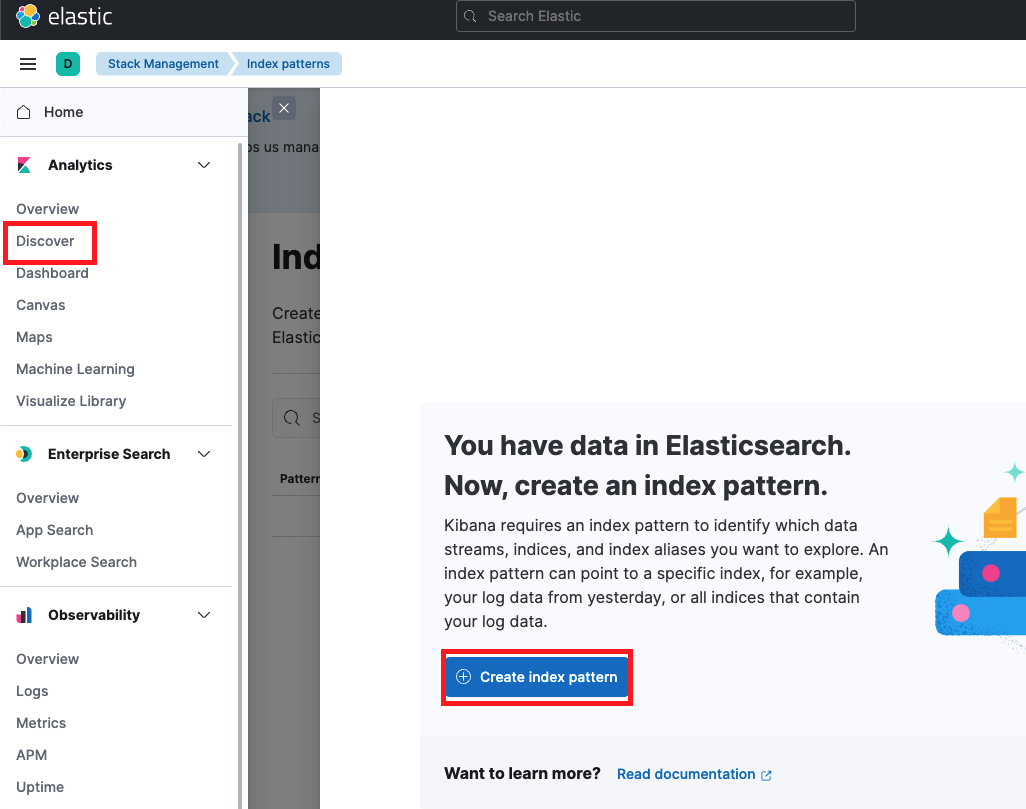 elastic
Search Elastic
D
Stack Management
Index patterns
Home
Analytics
Overview
Discover
Dashboard
Canvas
Maps
Machine Learning
Visualize Library
Enterprise Search
Overview
App Search
Workplace Search
Observability
Overview
Logs
Metrics
APM
Uptime
us mana
Ind
Create
Elastic
Pattern
You have data in Elasticsearch.
Now, create an index pattern.
Kibana requires an index pattern to identify which data
streams, indices, and index aliases you want to explore. An
index pattern can point to a specific index, for example,
your log data from yesterday, or all indices that contain
your log data.
Create index pattern
Want to learn more? Read documentation